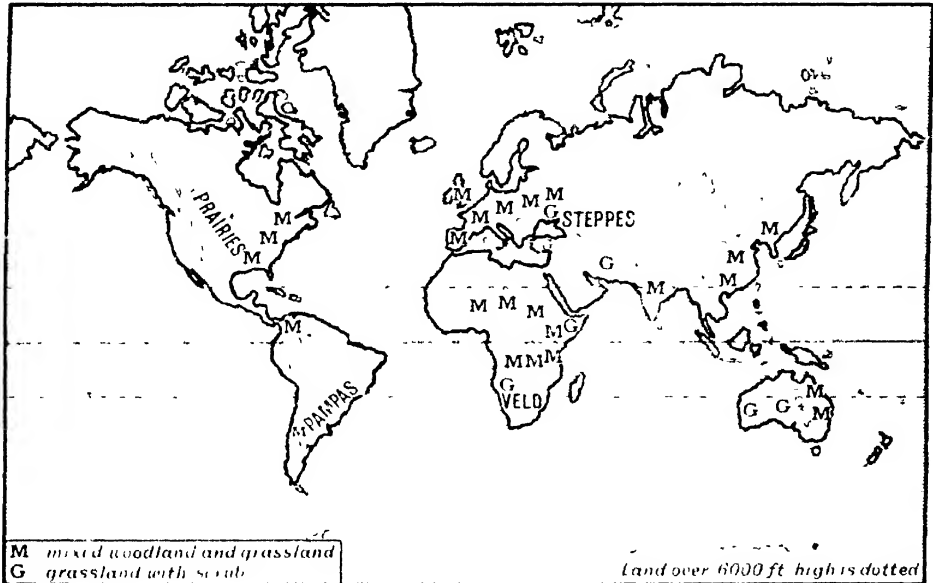 PRAIRIES
M
M
M
M
PAMPAS
M
M
M
M
M
G
STEPPES
M
G
G
M
M
M
M
M
M
M
M
G
M
M
M
G
VELD
M
G
G
M
M mixed woodland and grassland
G grassland with scrub
Land over 6000 ft high is dotted